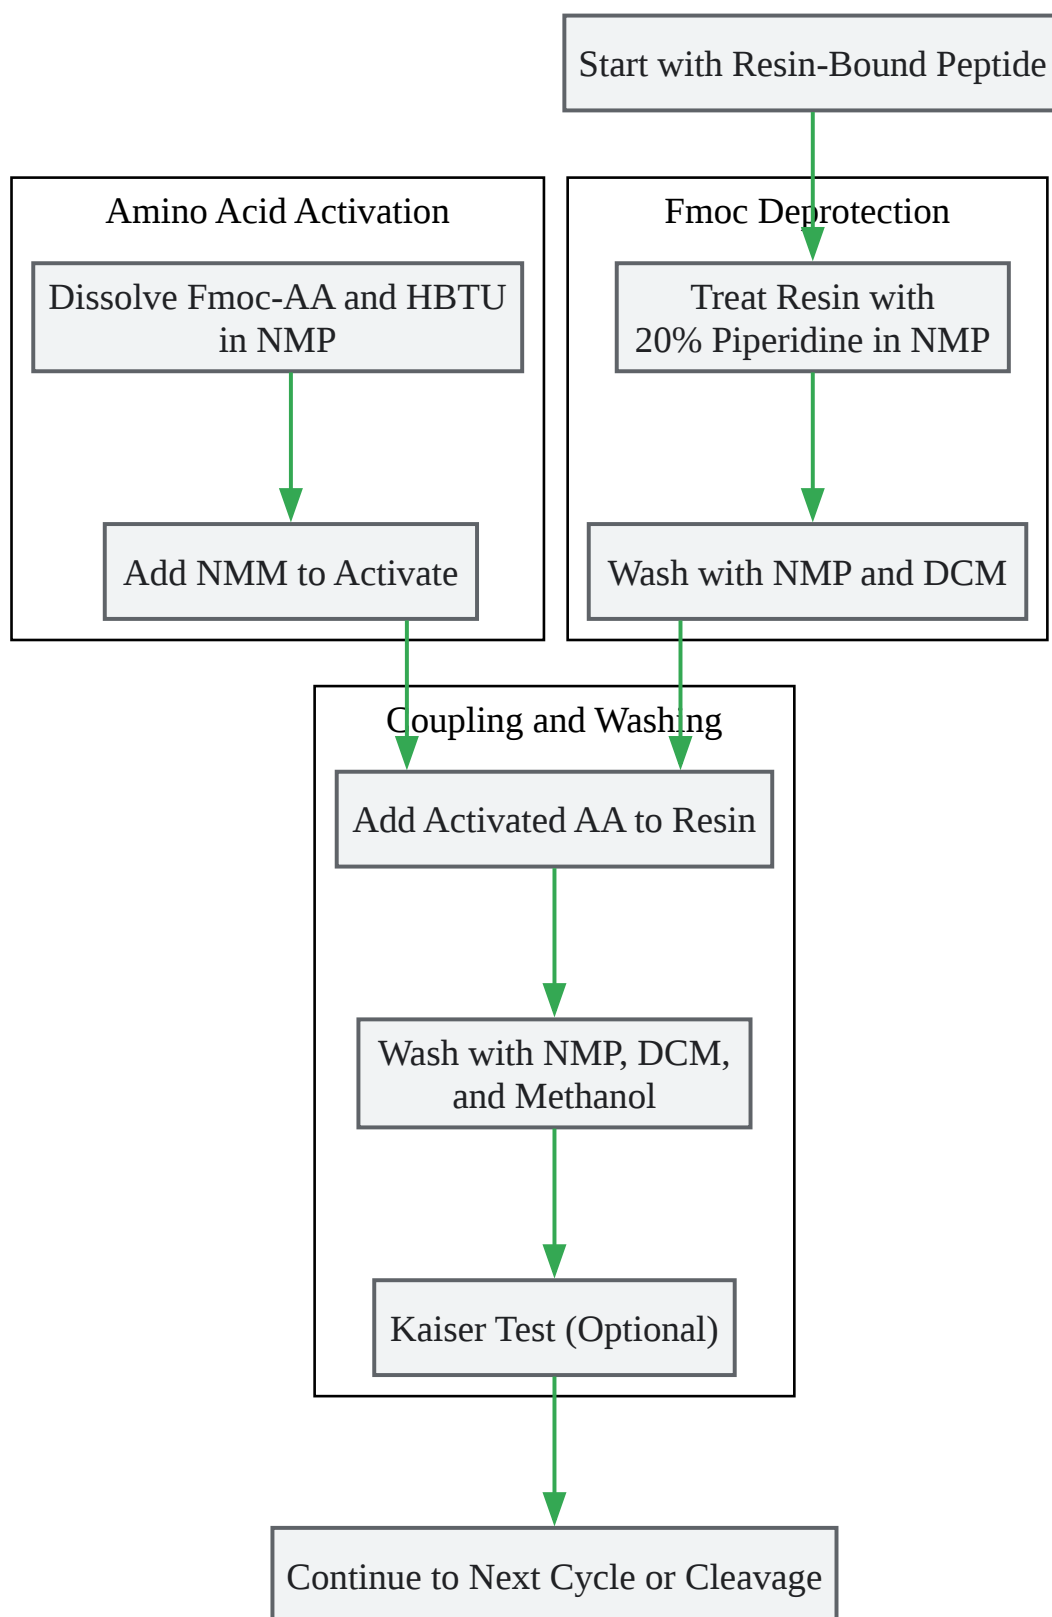 Start with Resin-Bound Peptide
Amino Acid Activation
Dissolve Fmoc-AA and HBTU
in NMP
Add NMM to Activate
Fmoc Deprotection
Treat Resin with
20% Piperidine in NMP
Wash with NMP and DCM
Coupling and Washing
Add Activated AA to Resin
Wash with NMP, DCM,
and Methanol
Kaiser Test (Optional)
Continue to Next Cycle or Cleavage